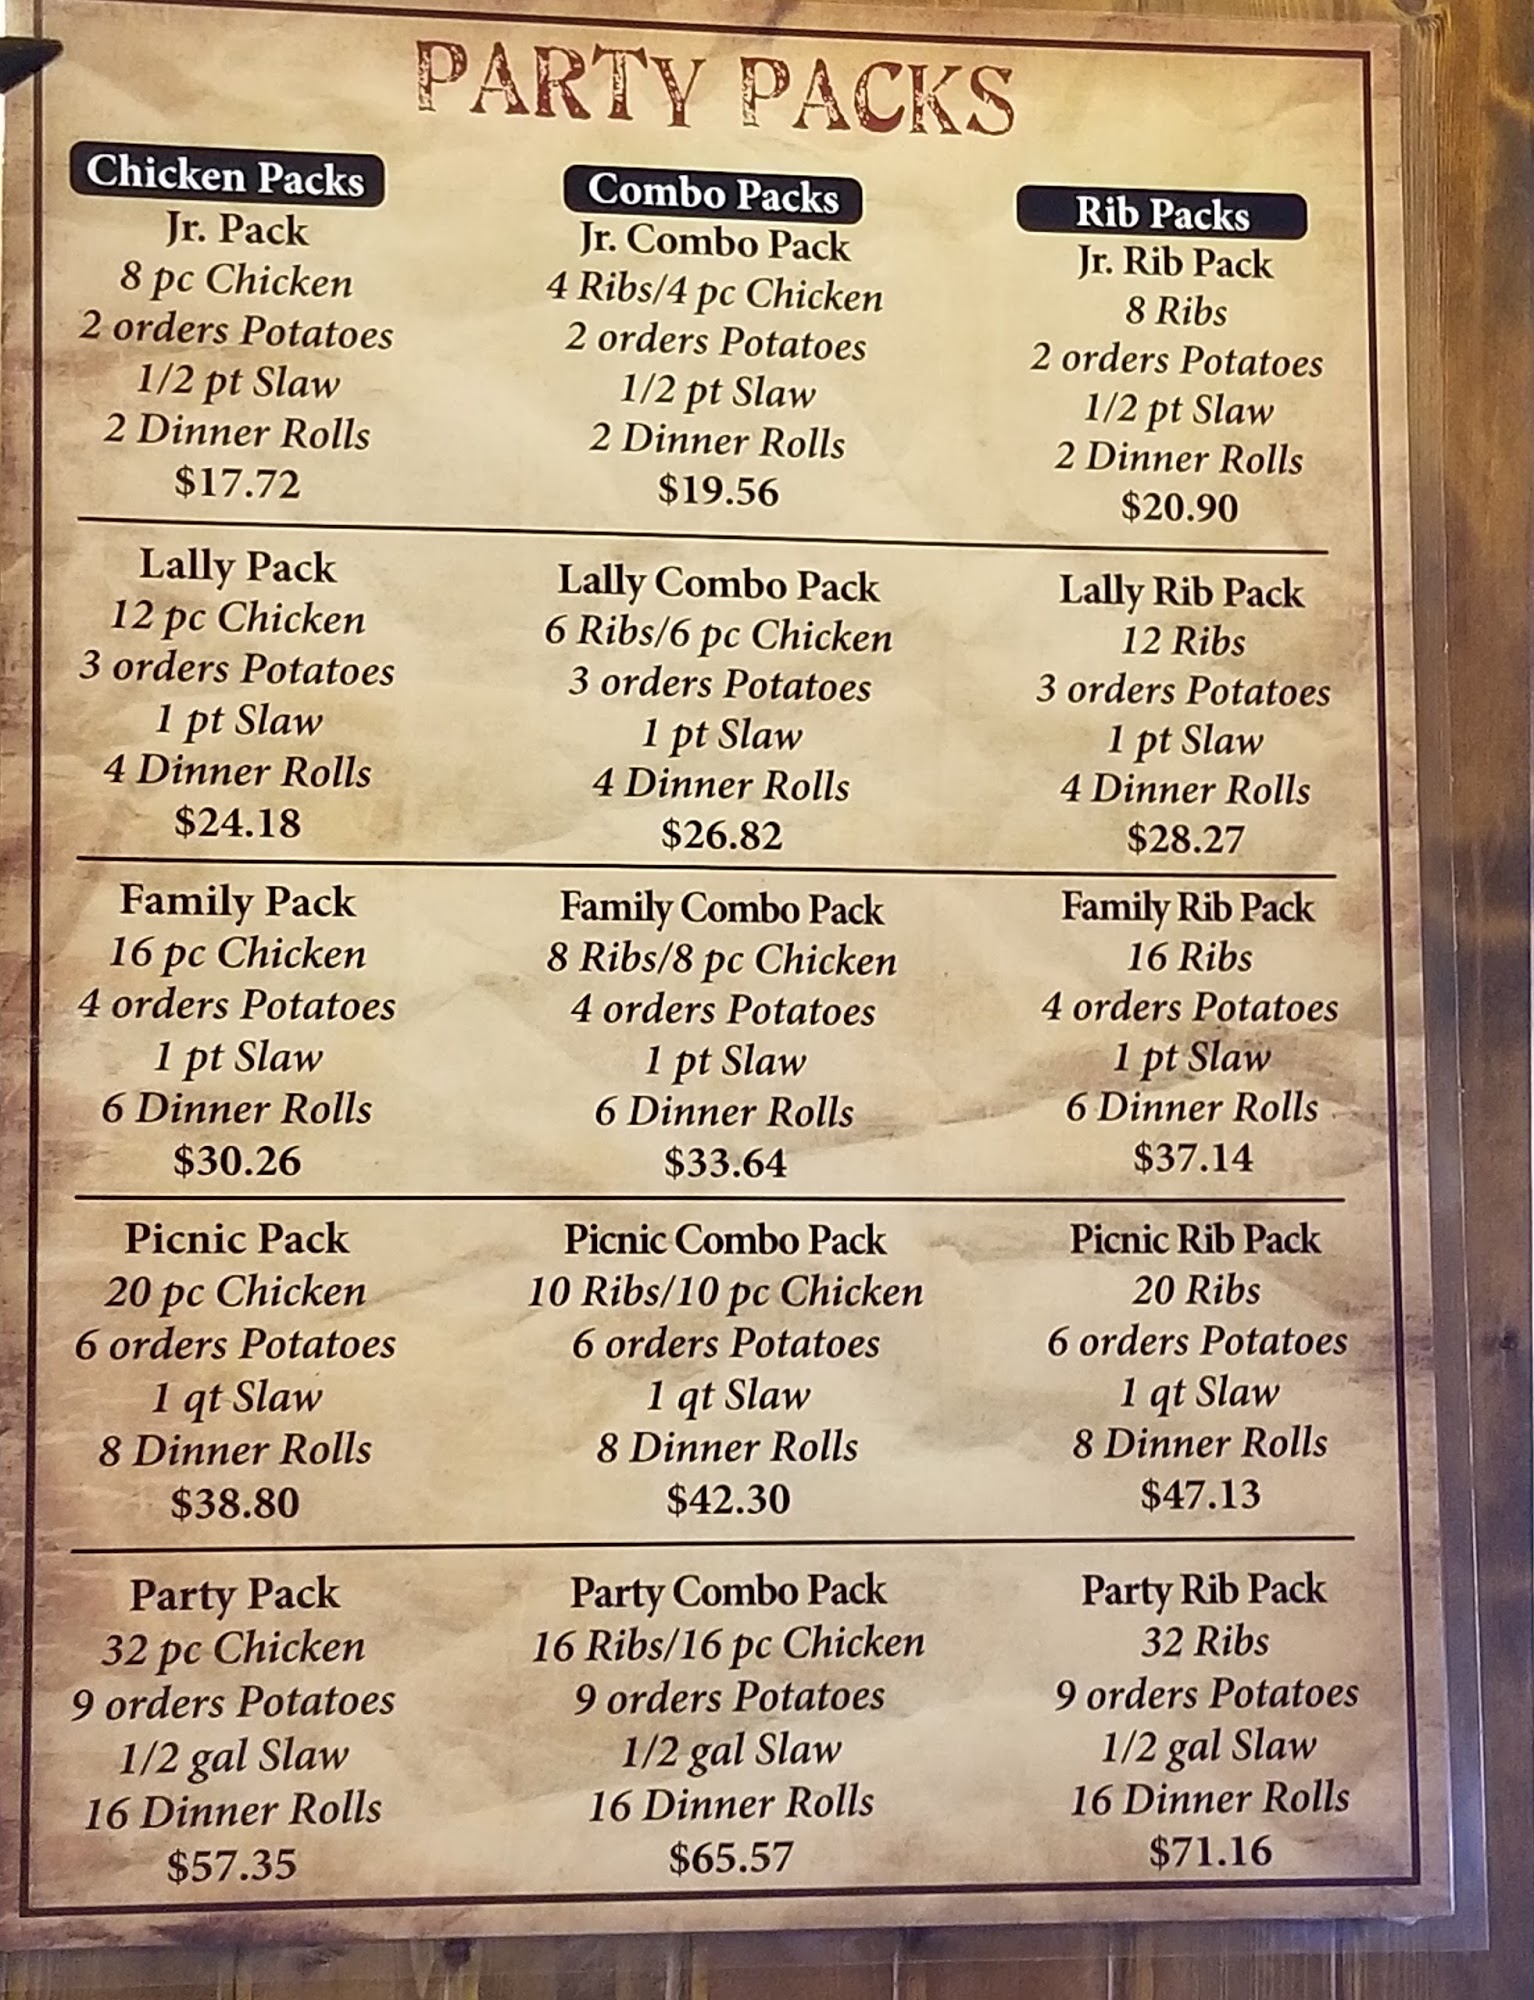 PARTY PACKS
Chicken Packs
Jr. Pack
8 pc Chicken
2 orders Potatoes
1/2 pt Slaw
2 Dinner Rolls
$17.72
Lally Pack
12 pc Chicken
3 orders Potatoes
1 pt Slaw
4 Dinner Rolls
$24.18
Family Pack
16 pc Chicken
4 orders Potatoes
1 pt Slaw
6 Dinner Rolls
$30.26
Picnic Pack
20 pc Chicken
6 orders Potatoes
1 qt Slaw
8 Dinner Rolls
$38.80
Party Pack
32 pc Chicken
9 orders Potatoes
1/2 gal Slaw
16 Dinner Rolls
$57.35
Combo Packs
Jr. Combo Pack
4 Ribs/4 pc Chicken
2 orders Potatoes
1/2 pt Slaw
2 Dinner Rolls
$19.56
Lally Combo Pack
6 Ribs/6 pc Chicken
3 orders Potatoes
1 pt Slaw
4 Dinner Rolls
$26.82
Family Combo Pack
8 Ribs/8 pc Chicken
4 orders Potatoes
1 pt Slaw
6 Dinner Rolls
$33.64
Picnic Combo Pack
10 Ribs/10 pc Chicken
6 orders Potatoes
1 qt Slaw
8 Dinner Rolls
$42.30
Party Combo Pack
16 Ribs/16 pc Chicken
9 orders Potatoes
1/2 gal Slaw
16 Dinner Rolls
$65.57
Rib Packs
Jr. Rib Pack
8 Ribs
2 orders Potatoes
1/2 pt Slaw
2 Dinner Rolls
$20.90
Lally Rib Pack
12 Ribs
3 orders Potatoes
1 pt Slaw
4 Dinner Rolls
$28.27
Family Rib Pack
16 Ribs
4 orders Potatoes
1 pt Slaw
6 Dinner Rolls
$37.14
Picnic Rib Pack
20 Ribs
6 orders Potatoes
1 qt Slaw
8 Dinner Rolls
$47.13
Party Rib Pack
32 Ribs
9 orders Potatoes
1/2 gal Slaw
16 Dinner Rolls
$71.16